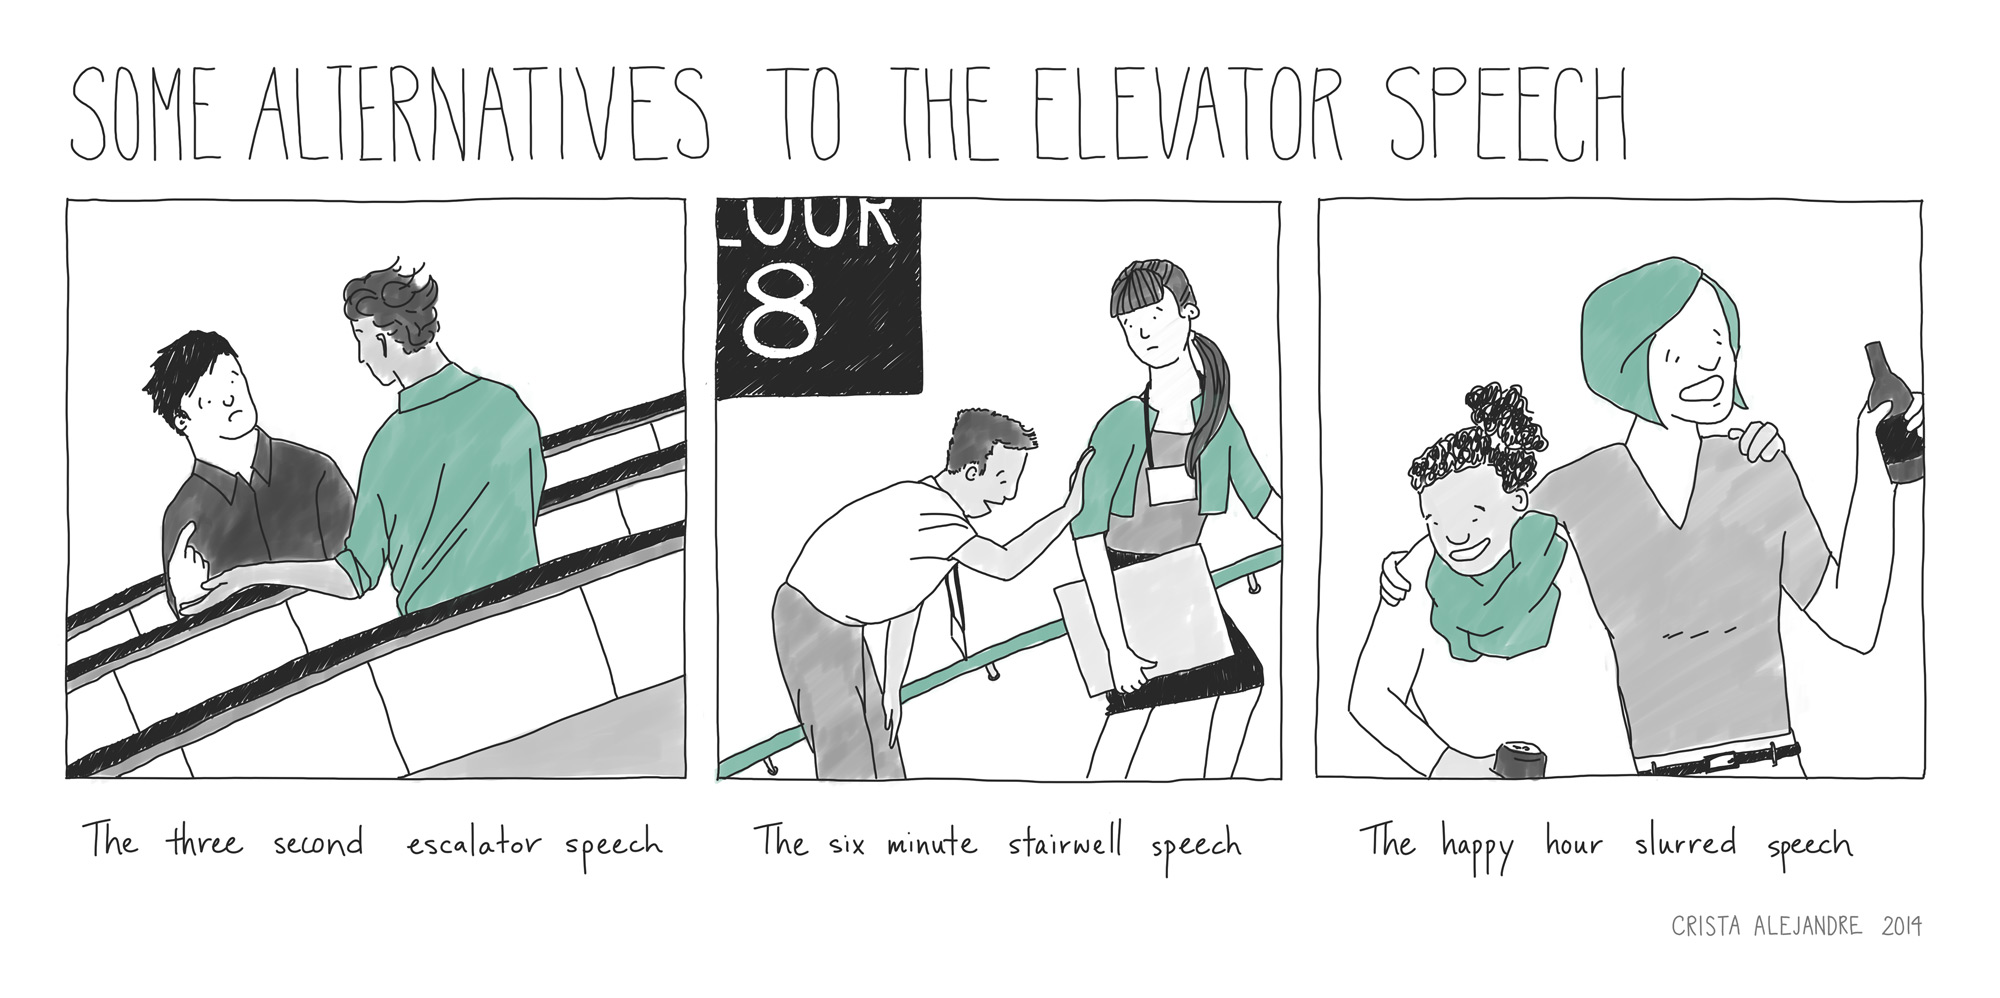 SOME ALTERNATIVES TO THE ELEVATOR SPEECH
LOOR
8
The three second escalator speech
The six minute stairwell speech
The happy hour slurred speech
CRISTA ALEJANDRE 2014